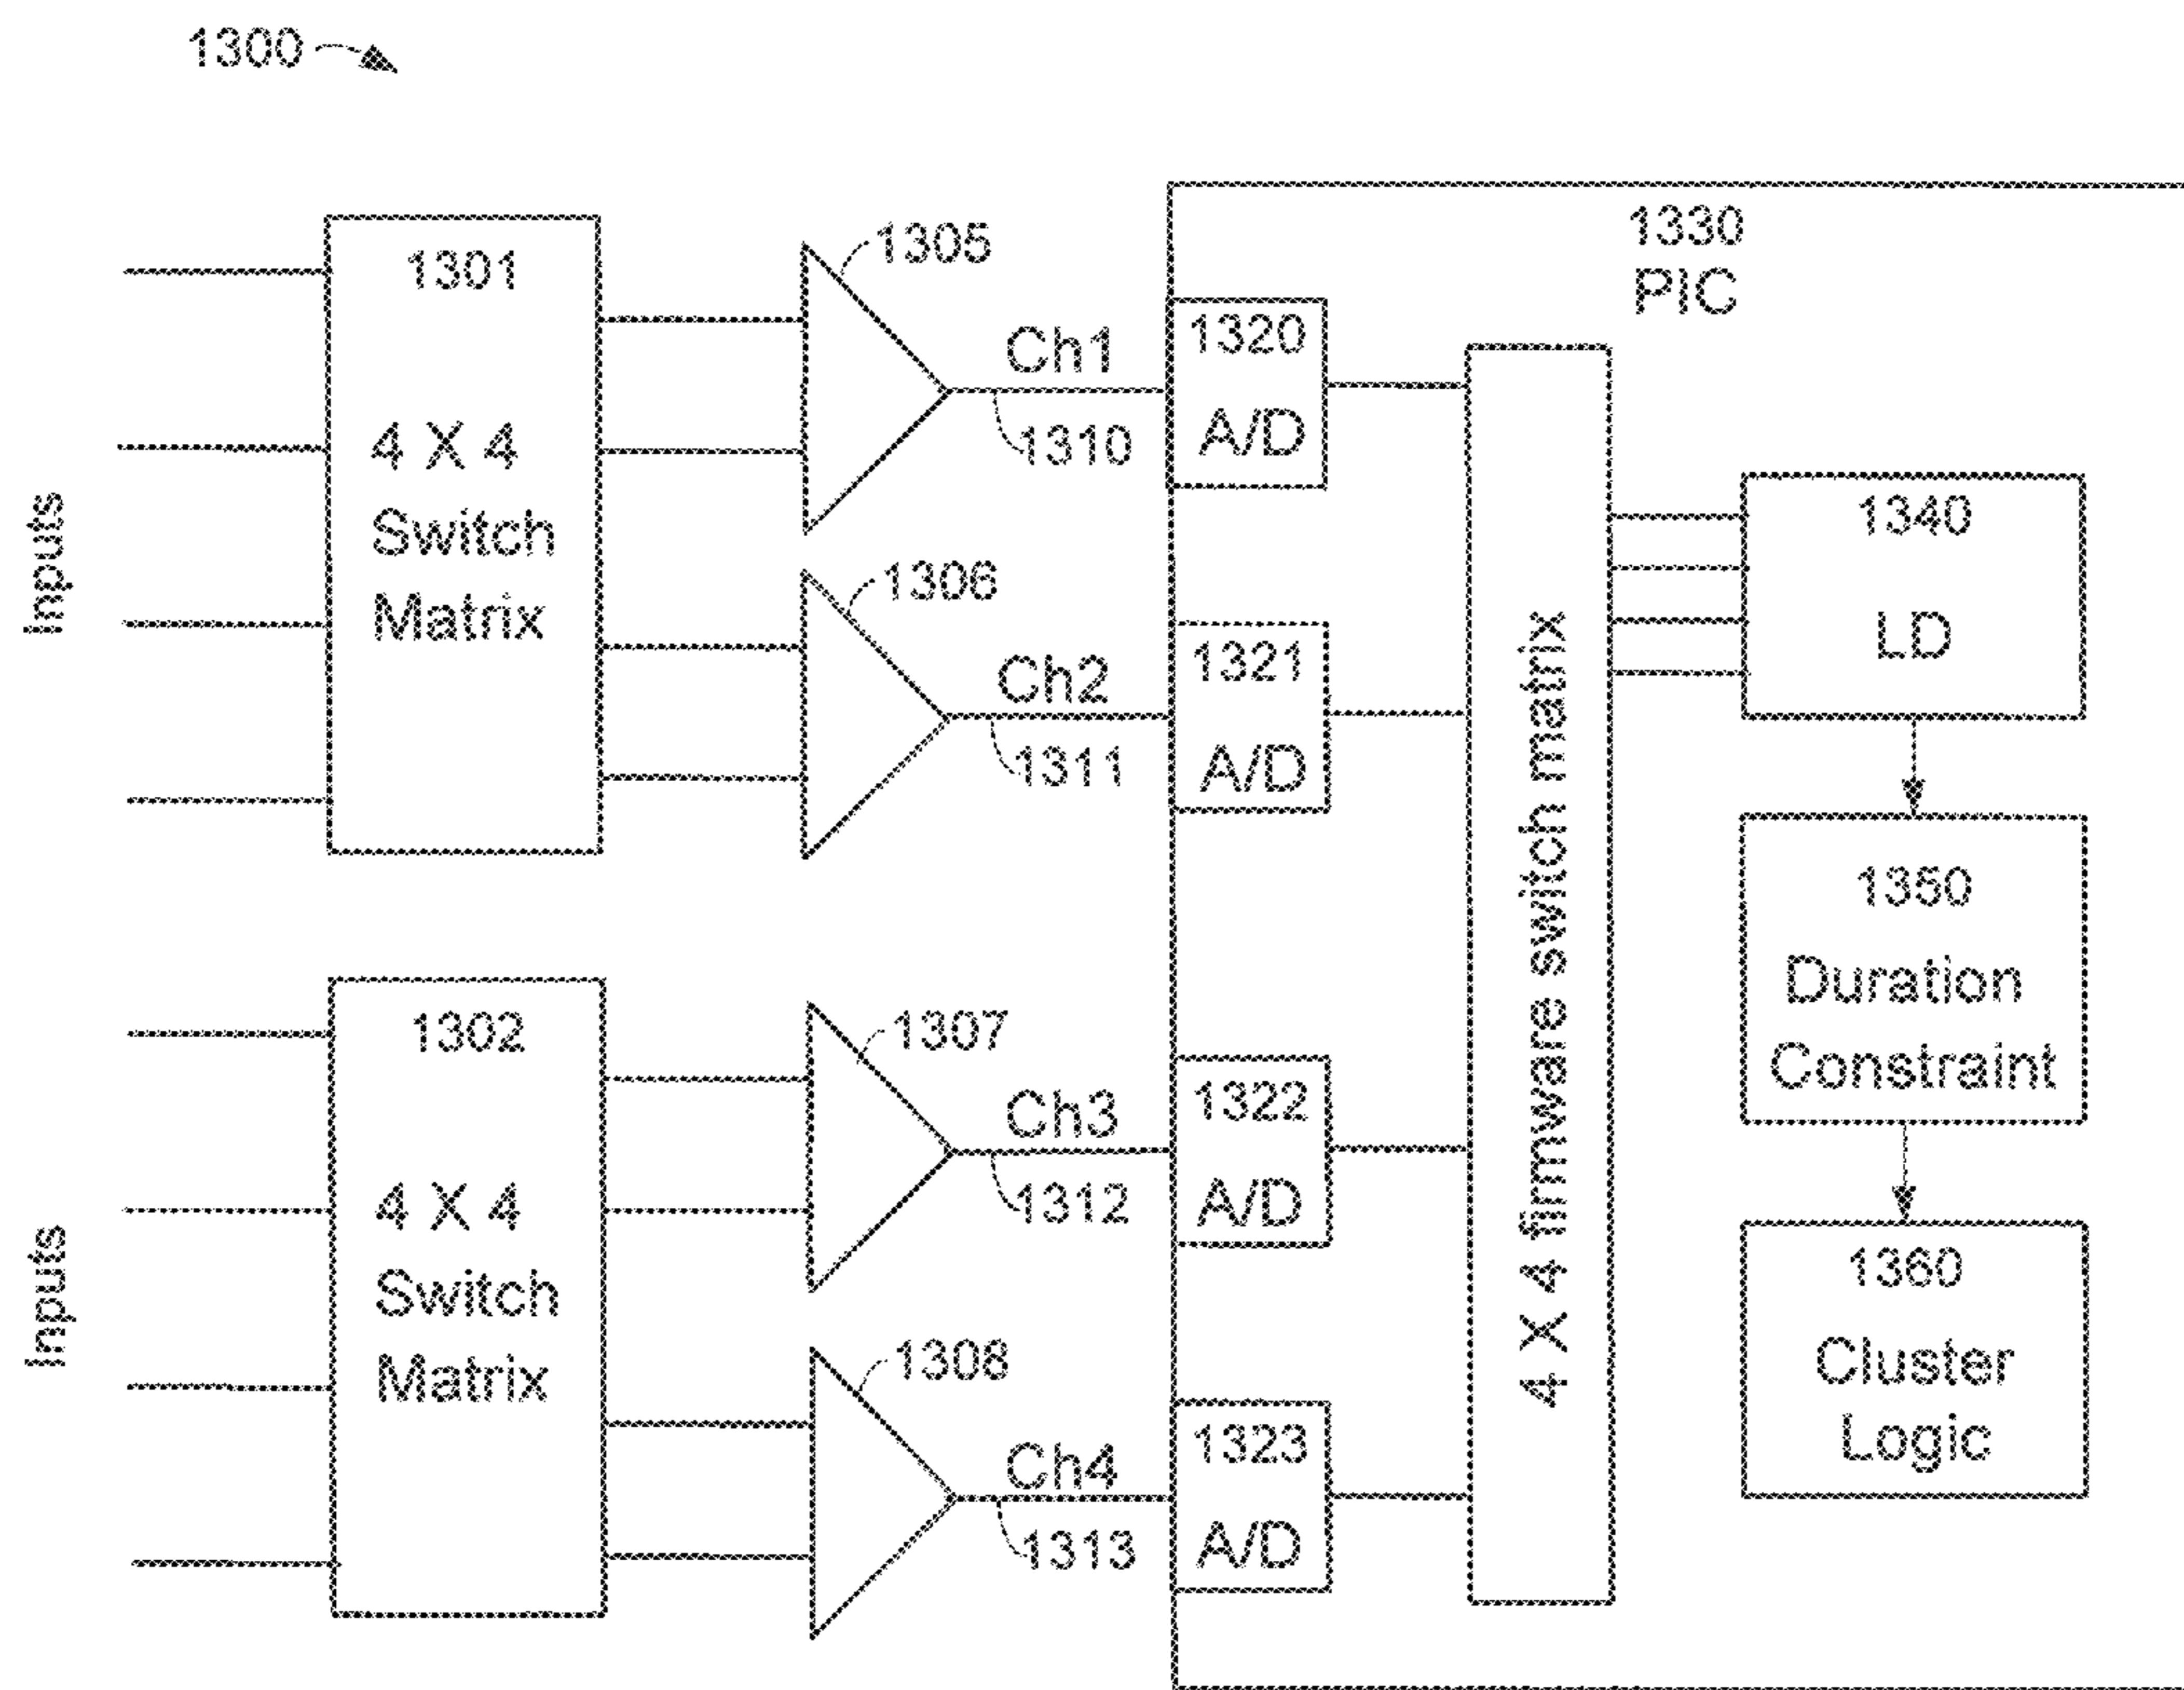 1300
Inputs
1301
4 X 4
Switch
Matrix
1305
Ch1
1310
1306
Ch2
1311
Inputs
1302
4 X 4
Switch
Matrix
1307
Ch3
1312
1308
Ch4
1313
1330
PIC
1320
A/D
1321
A/D
1322
A/D
1323
A/D
4 X 4 firmware switch matrix
1340
LD
1350
Duration
Constraint
1360
Cluster
Logic